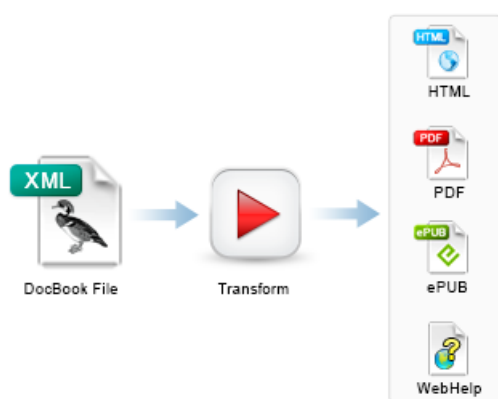 XML
DocBook File
Transform
HTML
HTML
PDF
PDF
ePUB
ePUB
WebHelp